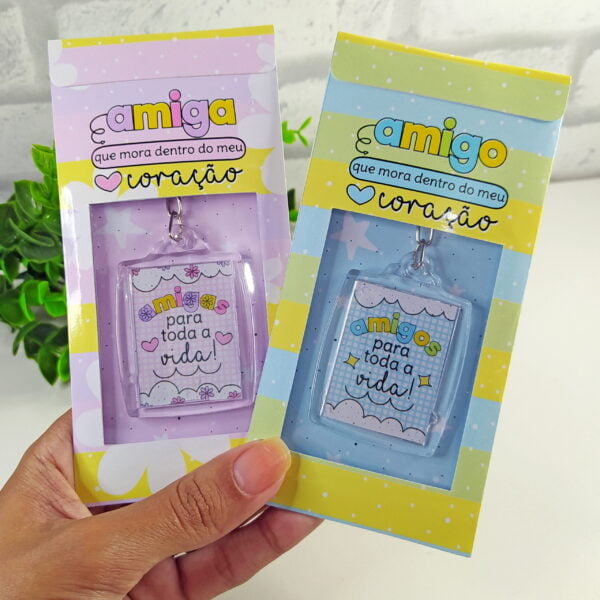 amiga
que mora dentro do meu
coração
amigas
para
toda a
vida!
amigo
que mora dentro do meu
coração
amigos
para
toda a
vida!